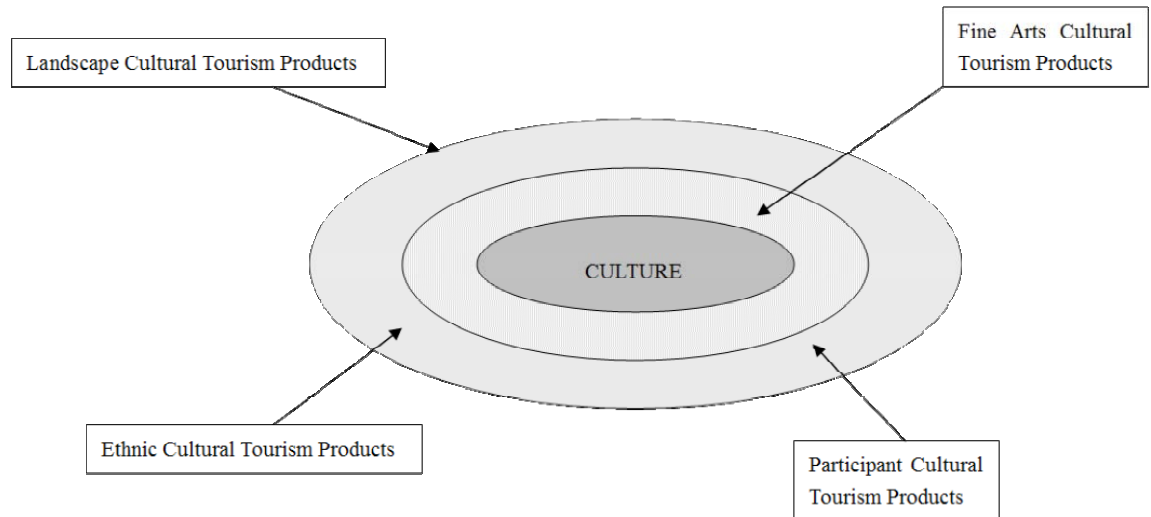 Landscape Cultural Tourism Products
Fine Arts Cultural
Tourism Products
CULTURE
Ethnic Cultural Tourism Products
Participant Cultural
Tourism Products